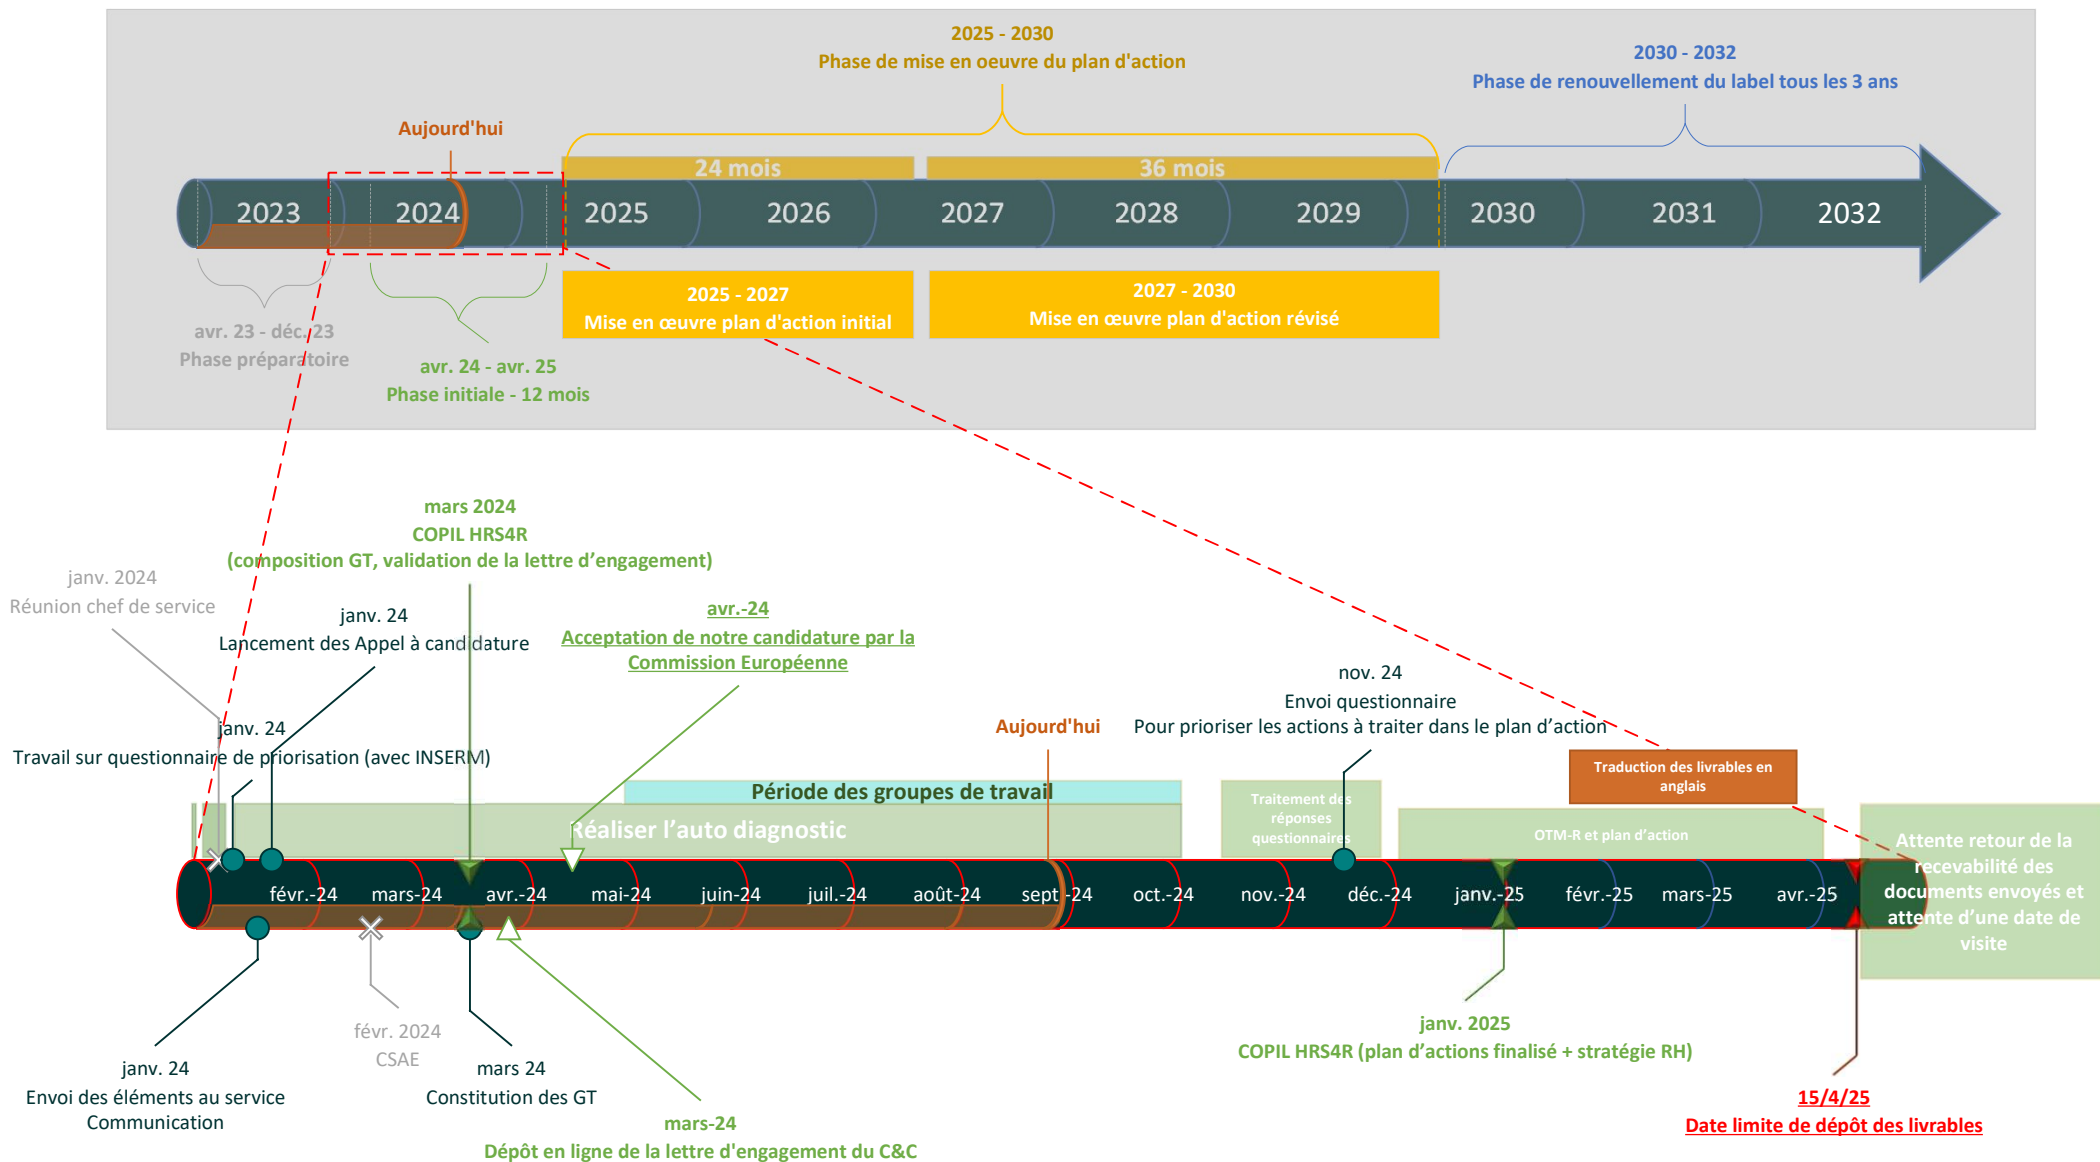 2025 - 2030
Phase de mise en oeuvre du plan d'action
2030 - 2032
Phase de renouvellement du label tous les 3 ans
Aujourd'hui
24 mois
36 mois
2023
2024
2025
2026
2027
2028
2029
2030
2031
2032
2025 - 2027
Mise en œuvre plan d'action initial
2027 - 2030
Mise en œuvre plan d'action révisé
avr. 23 - déc. 23
Phase préparatoire
avr. 24 - avr. 25
Phase initiale - 12 mois
mars 2024
COPIL HRS4R
(composition GT, validation de la lettre d’engagement)
janv. 2024
Réunion chef de service
janv. 24
Lancement des Appel à candidature
avr.-24
Acceptation de notre candidature par la
Commission Européenne
janv. 24
Travail sur questionnaire de priorisation (avec INSERM)
Aujourd'hui
nov. 24
Envoi questionnaire
Pour prioriser les actions à traiter dans le plan d’action
Traduction des livrables en
anglais
Période des groupes de travail
Réaliser l’auto diagnostic
Traitement des
réponses
questionnaires
OTM-R et plan d’action
Attente retour de la
recevabilité des
documents envoyés et
attente d’une date de
visite
févr.-24
mars-24
avr.-24
mai-24
juin-24
juil.-24
août-24
sept.-24
oct.-24
nov.-24
déc.-24
janv.-25
févr.-25
mars-25
avr.-25
févr. 2024
CSAE
janv. 24
Envoi des éléments au service
Communication
mars 24
Constitution des GT
mars-24
Dépôt en ligne de la lettre d'engagement du C&C
janv. 2025
COPIL HRS4R (plan d’actions finalisé + stratégie RH)
15/4/25
Date limite de dépôt des livrables